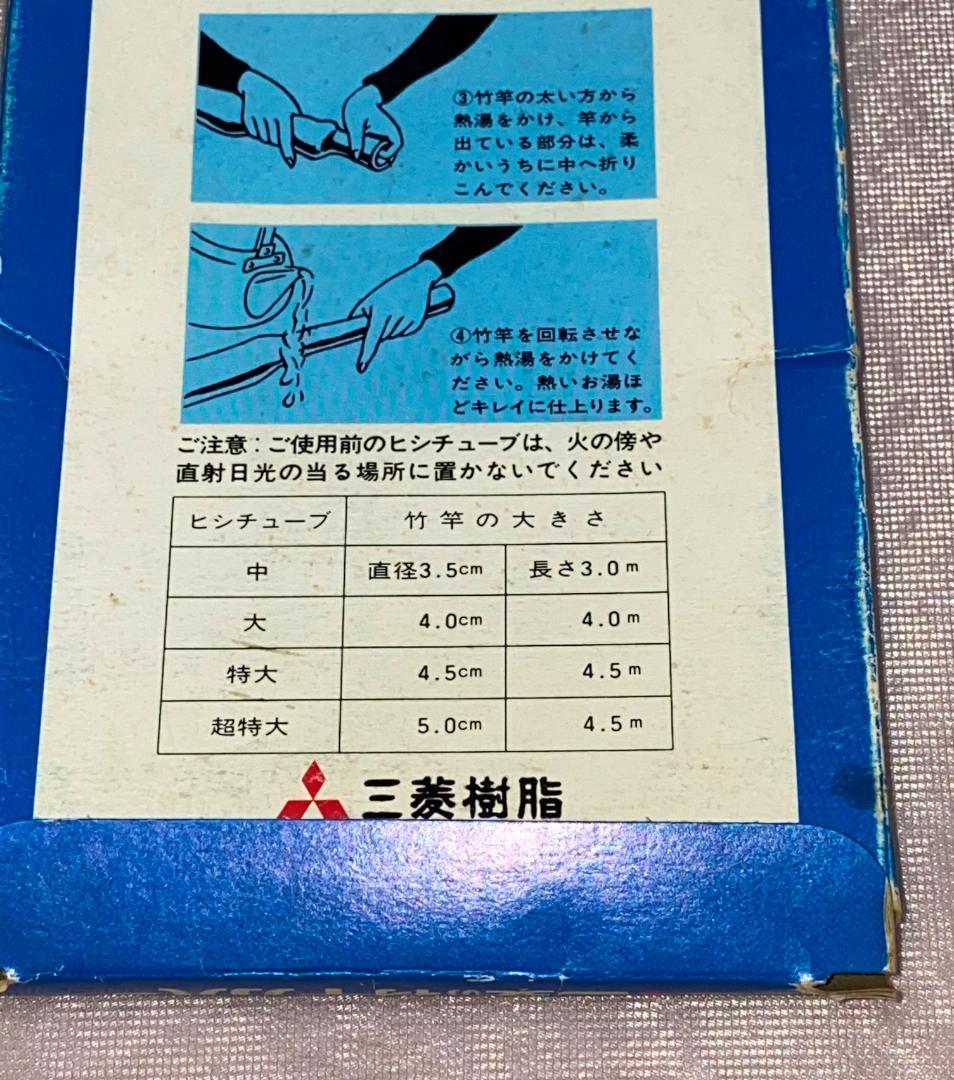 ③竹竿の太い方から
熱湯をかけ、竿から
出ている部分は、柔
かいうちに中へ折り
こんでください。
④竹竿を回転させな
がら熱湯をかけてく
ださい。熱いお湯ほ
どキレイに仕上ります。
ご注意:ご使用前のヒシチューブは、火の傍や
直射日光の当る場所に置かないでください
ヒシチューブ 竹竿の大きさ
中 直径3.5cm 長さ3.0m
大 4.0cm 4.0m
特大 4.5cm 4.5m
超特大 5.0cm 4.5m
三菱樹脂